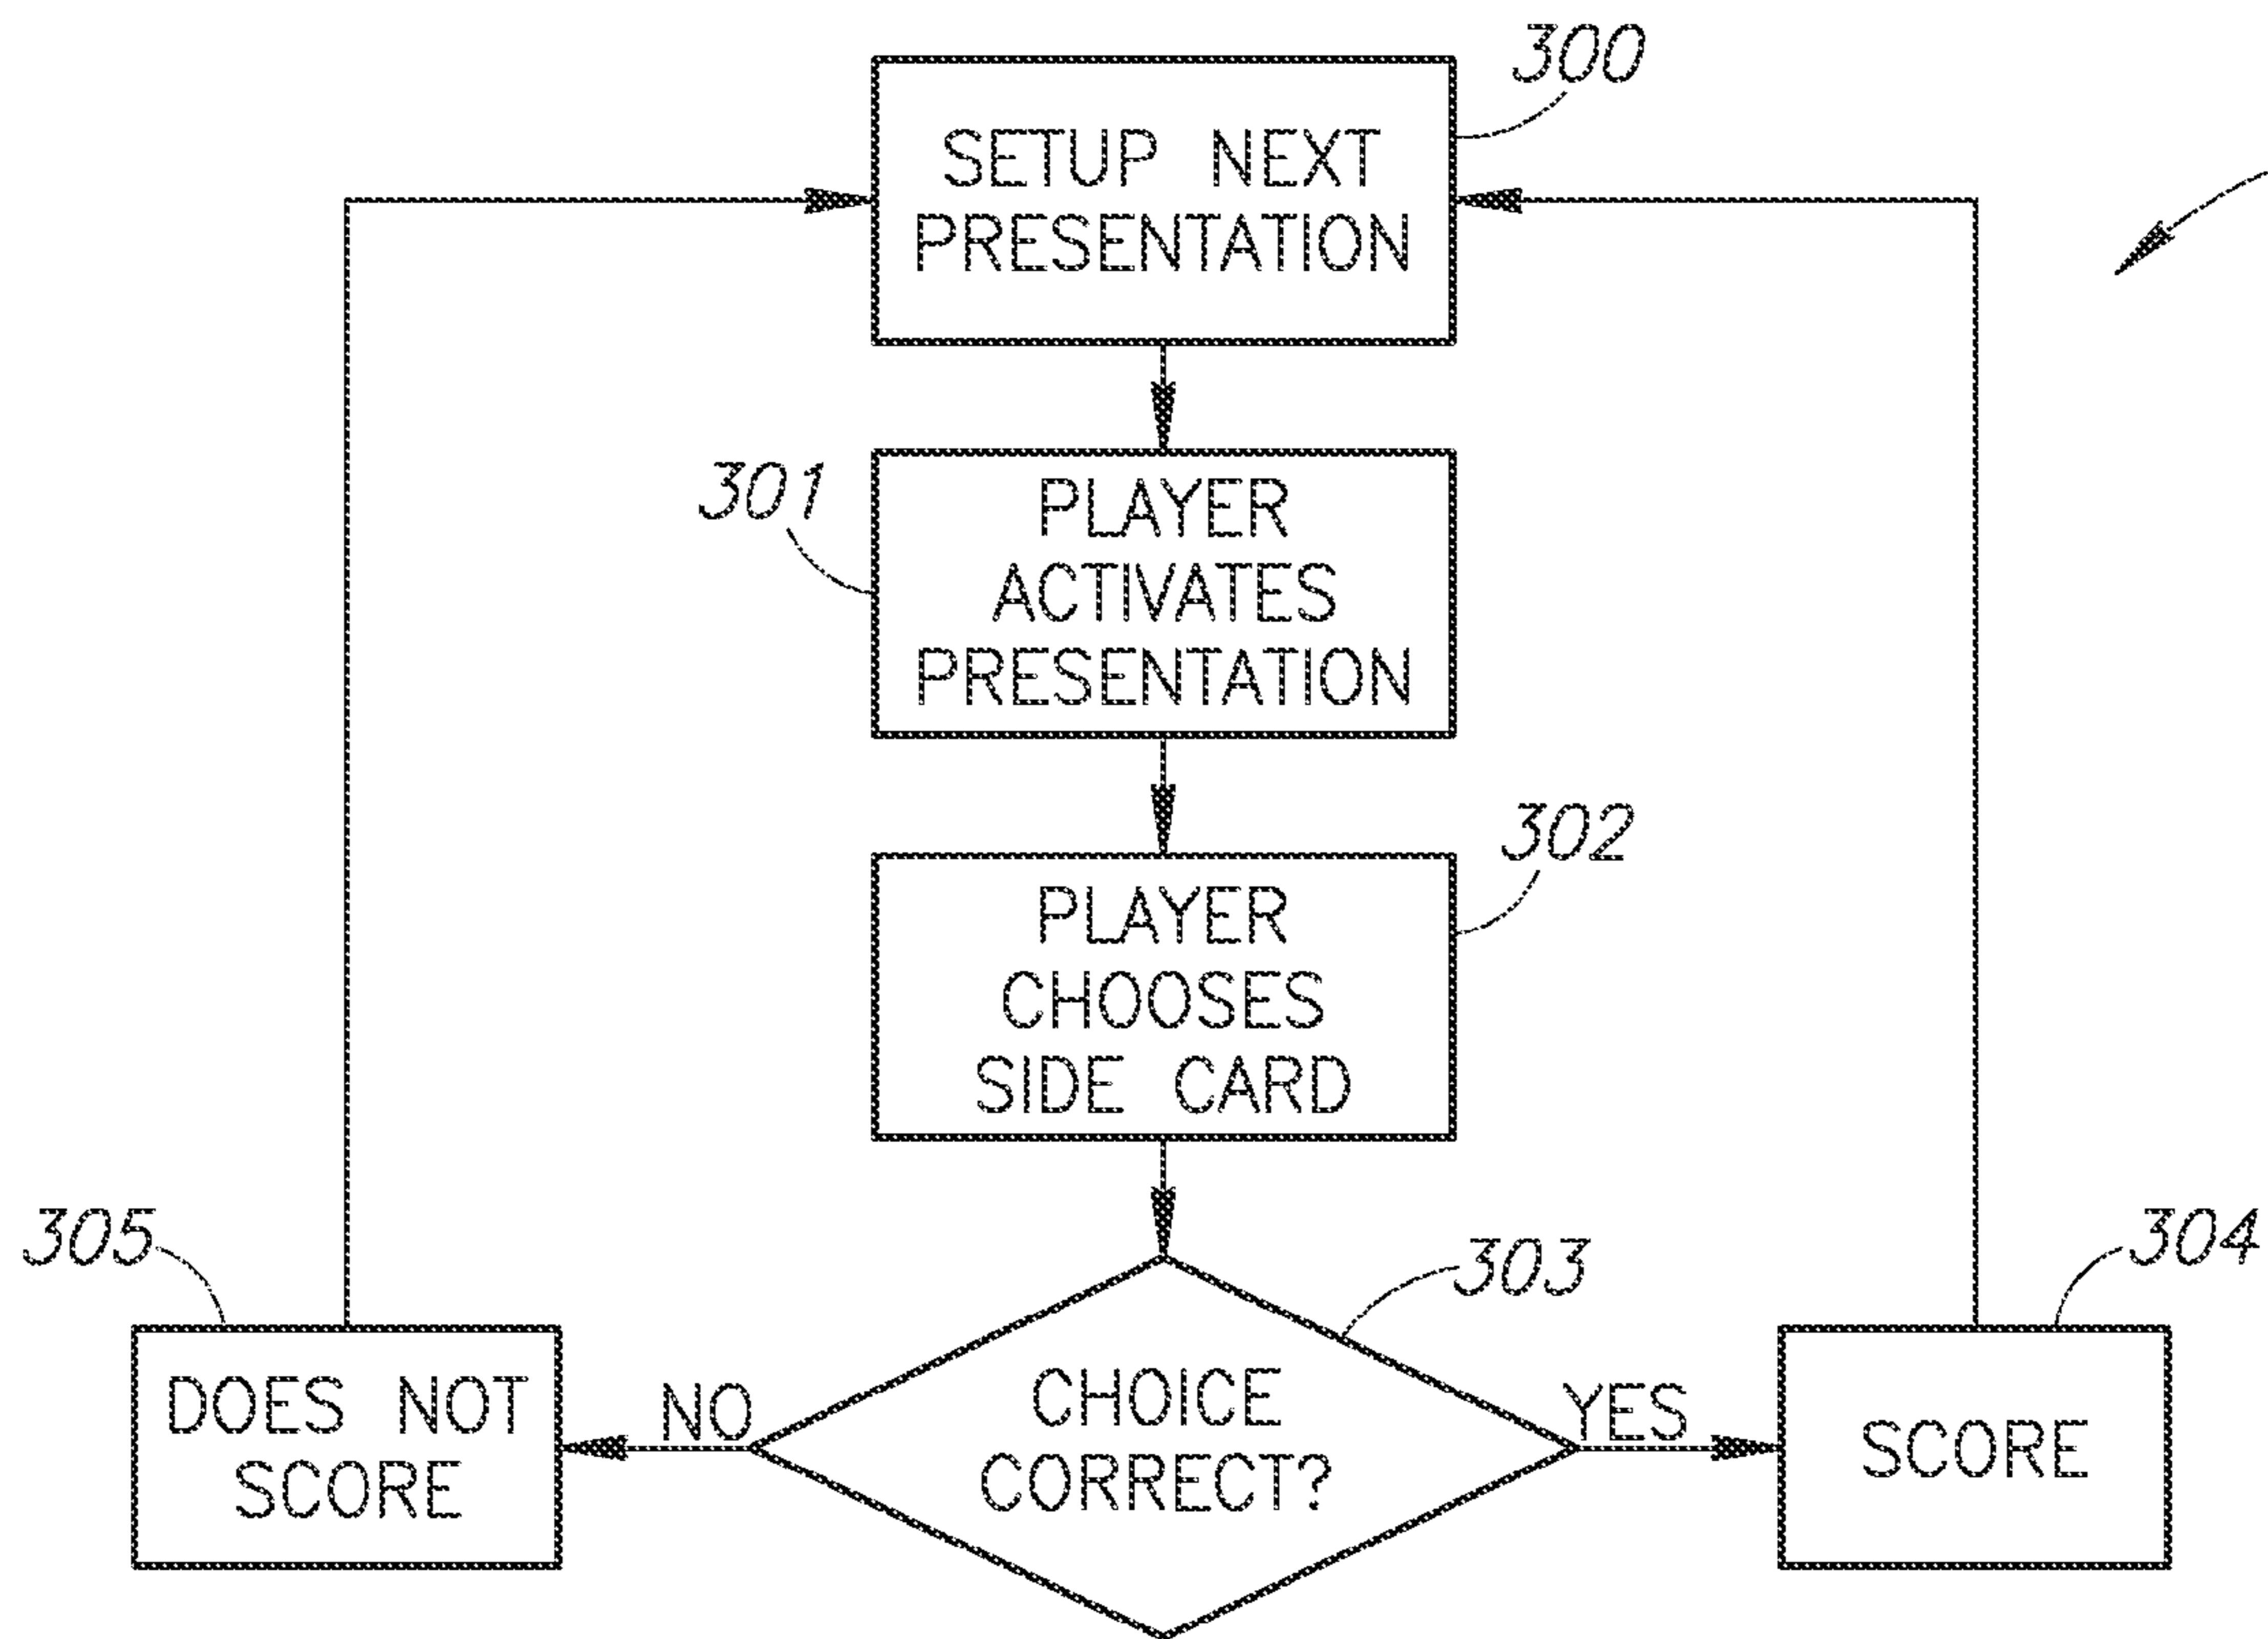 300
SETUP NEXT
PRESENTATION
301
PLAYER
ACTIVATES
PRESENTATION
302
PLAYER
CHOOSES
SIDE CARD
303
CHOICE
CORRECT?
NO
YES
305
DOES NOT
SCORE
304
SCORE